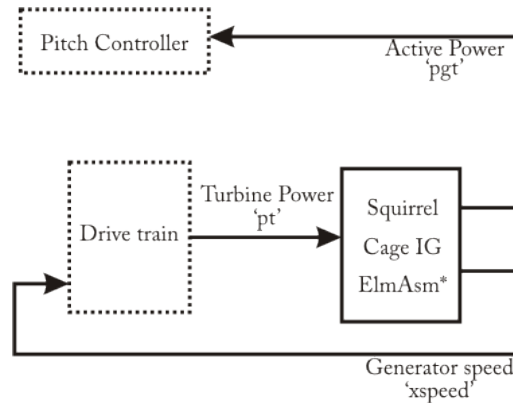 Pitch Controller
Active Power
‘pgt’
Turbine Power
‘pt’
Drive train
Squirrel
Cage IG
ElmAsm*
Generator speed
‘xspeed’